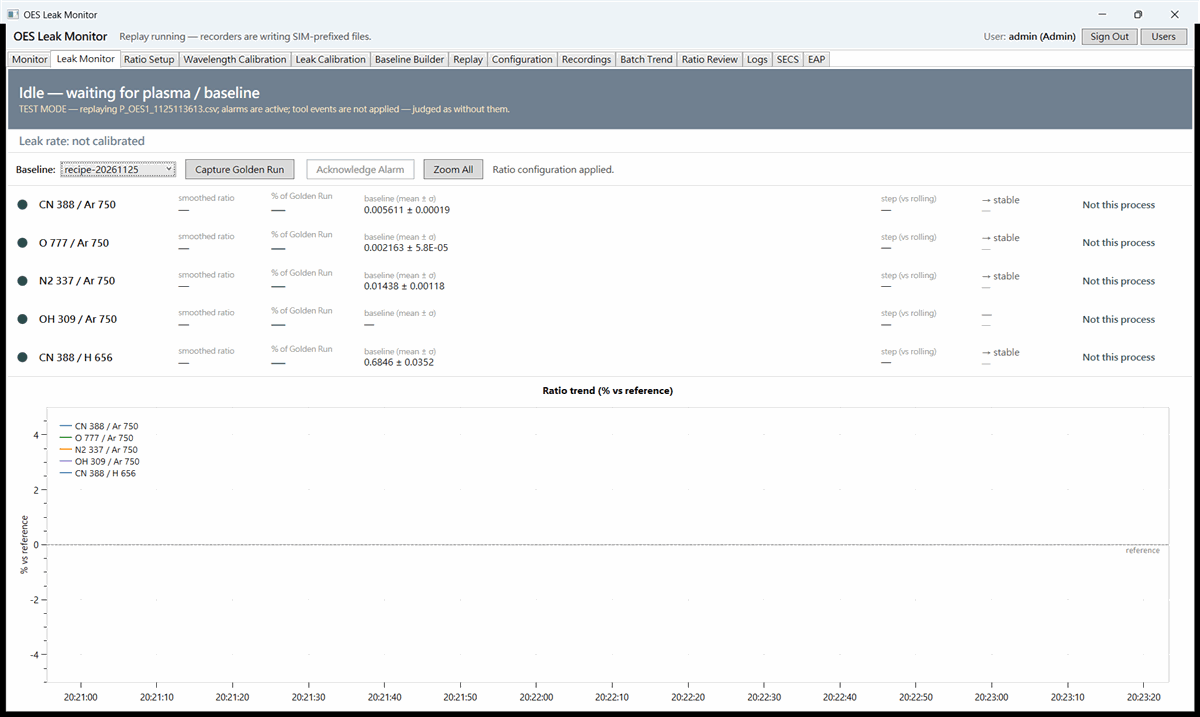 OES Leak Monitor
OES Leak Monitor Replay running — recorders are writing SIM-prefixed files. User: admin (Admin) Sign Out Users
Monitor Leak Monitor Ratio Setup Wavelength Calibration Leak Calibration Baseline Builder Replay Configuration Recordings Batch Trend Ratio Review Logs SECS EAP
Idle — waiting for plasma / baseline
TEST MODE — replaying P_OES1_1125113613.csv; alarms are active; tool events are not applied — judged as without them.
Leak rate: not calibrated
Baseline: recipe-20261125 Capture Golden Run Acknowledge Alarm Zoom All Ratio configuration applied.
smoothed ratio % of Golden Run baseline (mean ± σ) step (vs rolling) → stable
CN 388 / Ar 750 — — 0.005611 ± 0.00019 — — Not this process
smoothed ratio % of Golden Run baseline (mean ± σ) step (vs rolling) → stable
O 777 / Ar 750 — — 0.002163 ± 5.8E-05 — — Not this process
smoothed ratio % of Golden Run baseline (mean ± σ) step (vs rolling) → stable
N2 337 / Ar 750 — — 0.01438 ± 0.00118 — — Not this process
smoothed ratio % of Golden Run baseline (mean ± σ) step (vs rolling) —
OH 309 / Ar 750 — — — — — Not this process
smoothed ratio % of Golden Run baseline (mean ± σ) step (vs rolling) → stable
CN 388 / H 656 — — 0.6846 ± 0.0352 — — Not this process
Ratio trend (% vs reference)
CN 388 / Ar 750
O 777 / Ar 750
N2 337 / Ar 750
OH 309 / Ar 750
CN 388 / H 656
4
2
0
-2
-4
% vs reference
reference
20:21:00 20:21:10 20:21:20 20:21:30 20:21:40 20:21:50 20:22:00 20:22:10 20:22:20 20:22:30 20:22:40 20:22:50 20:23:00 20:23:10 20:23:20